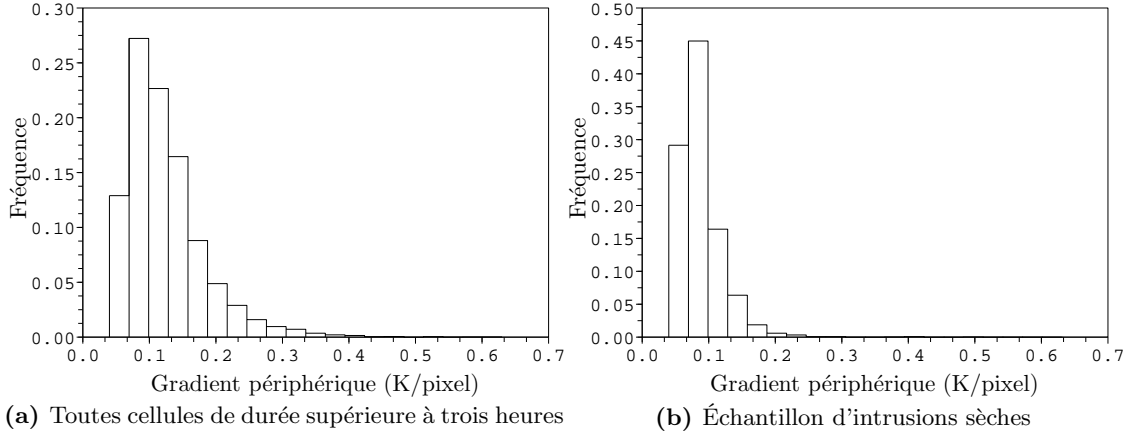 0.30
0.25
0.20
0.15
0.10
0.05
0.00
Fréquence
0.0 0.1 0.2 0.3 0.4 0.5 0.6 0.7
Gradient périphérique (K/pixel)
(a) Toutes cellules de durée supérieure à trois heures
0.50
0.45
0.40
0.35
0.30
0.25
0.20
0.15
0.10
0.05
0.00
Fréquence
0.0 0.1 0.2 0.3 0.4 0.5 0.6 0.7
Gradient périphérique (K/pixel)
(b) Échantillon d'intrusions sèches